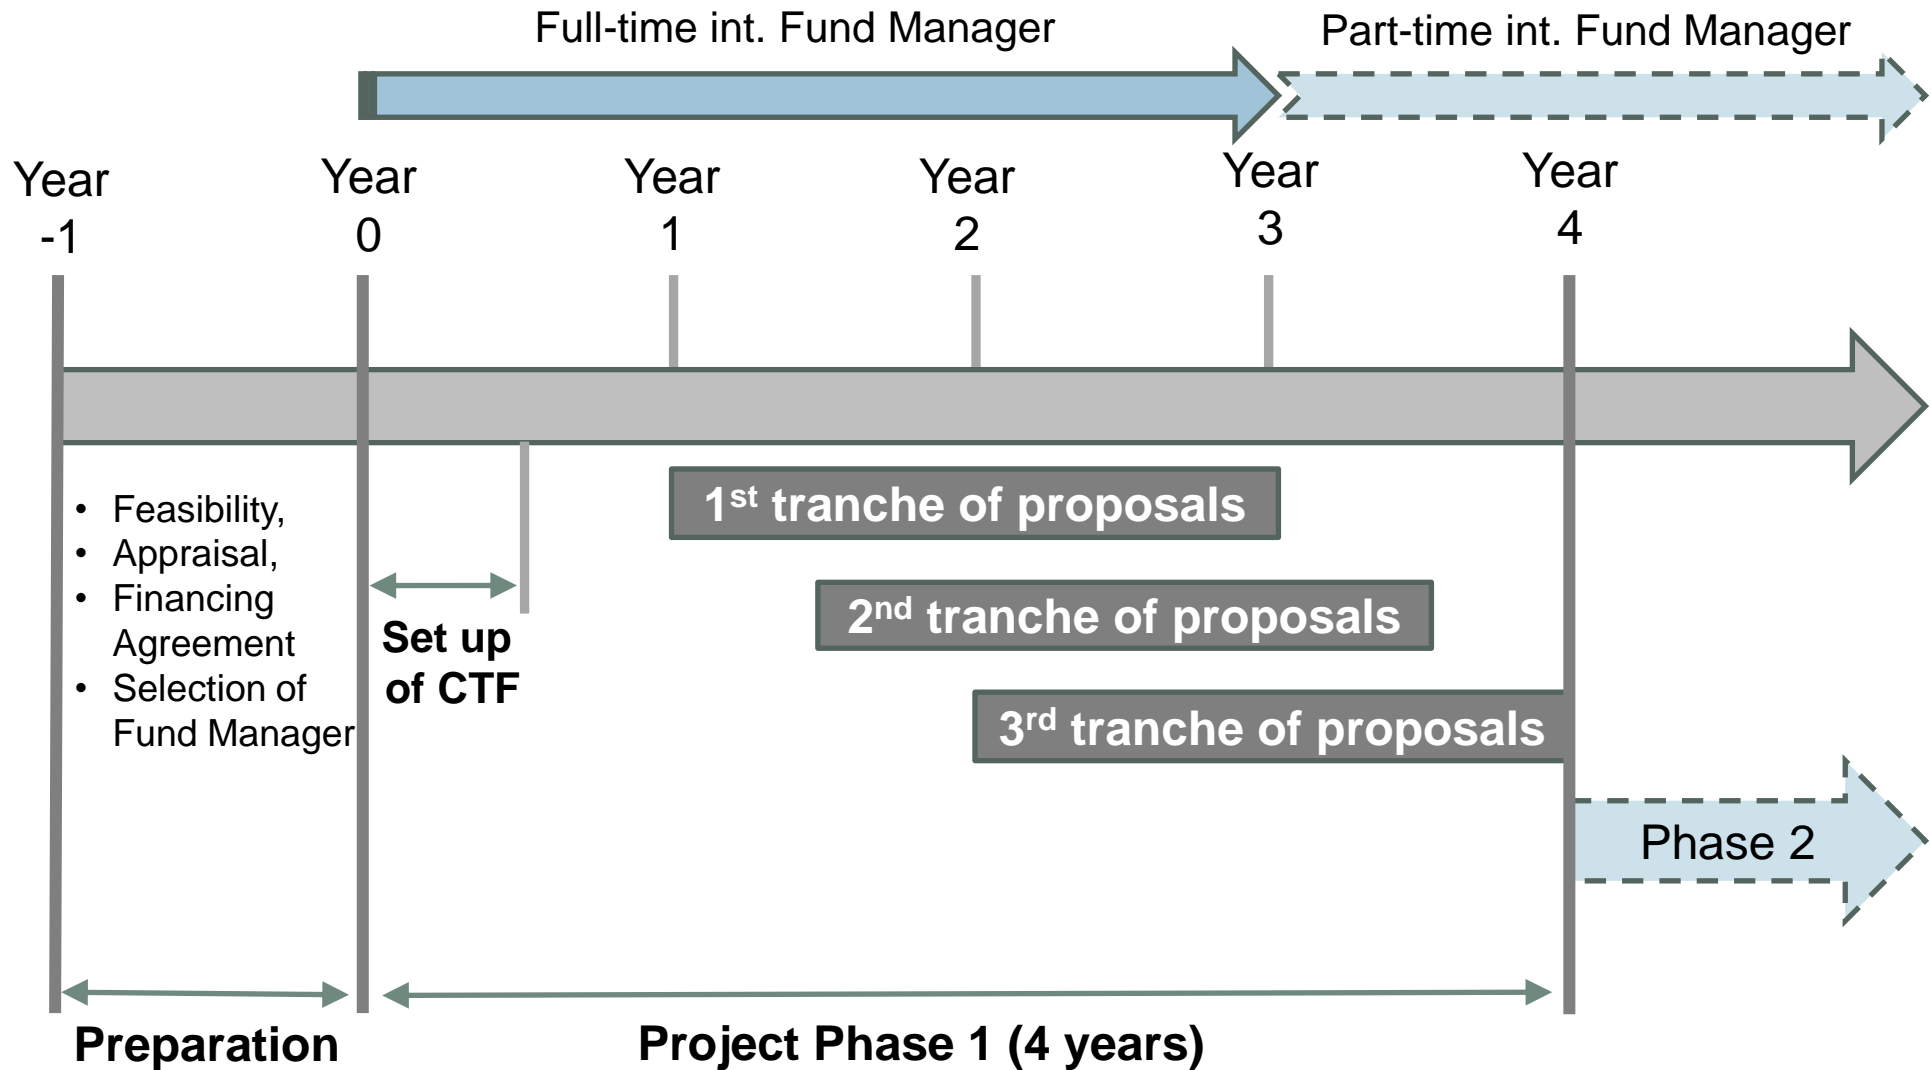 Full-time int. Fund Manager
Part-time int. Fund Manager
Year
-1
Year
0
Year
1
Year
2
Year
3
Year
4
• Feasibility,
• Appraisal,
• Financing
Agreement
• Selection of
Fund Manager
Set up
of CTF
1st tranche of proposals
2nd tranche of proposals
3rd tranche of proposals
Phase 2
Preparation
Project Phase 1 (4 years)